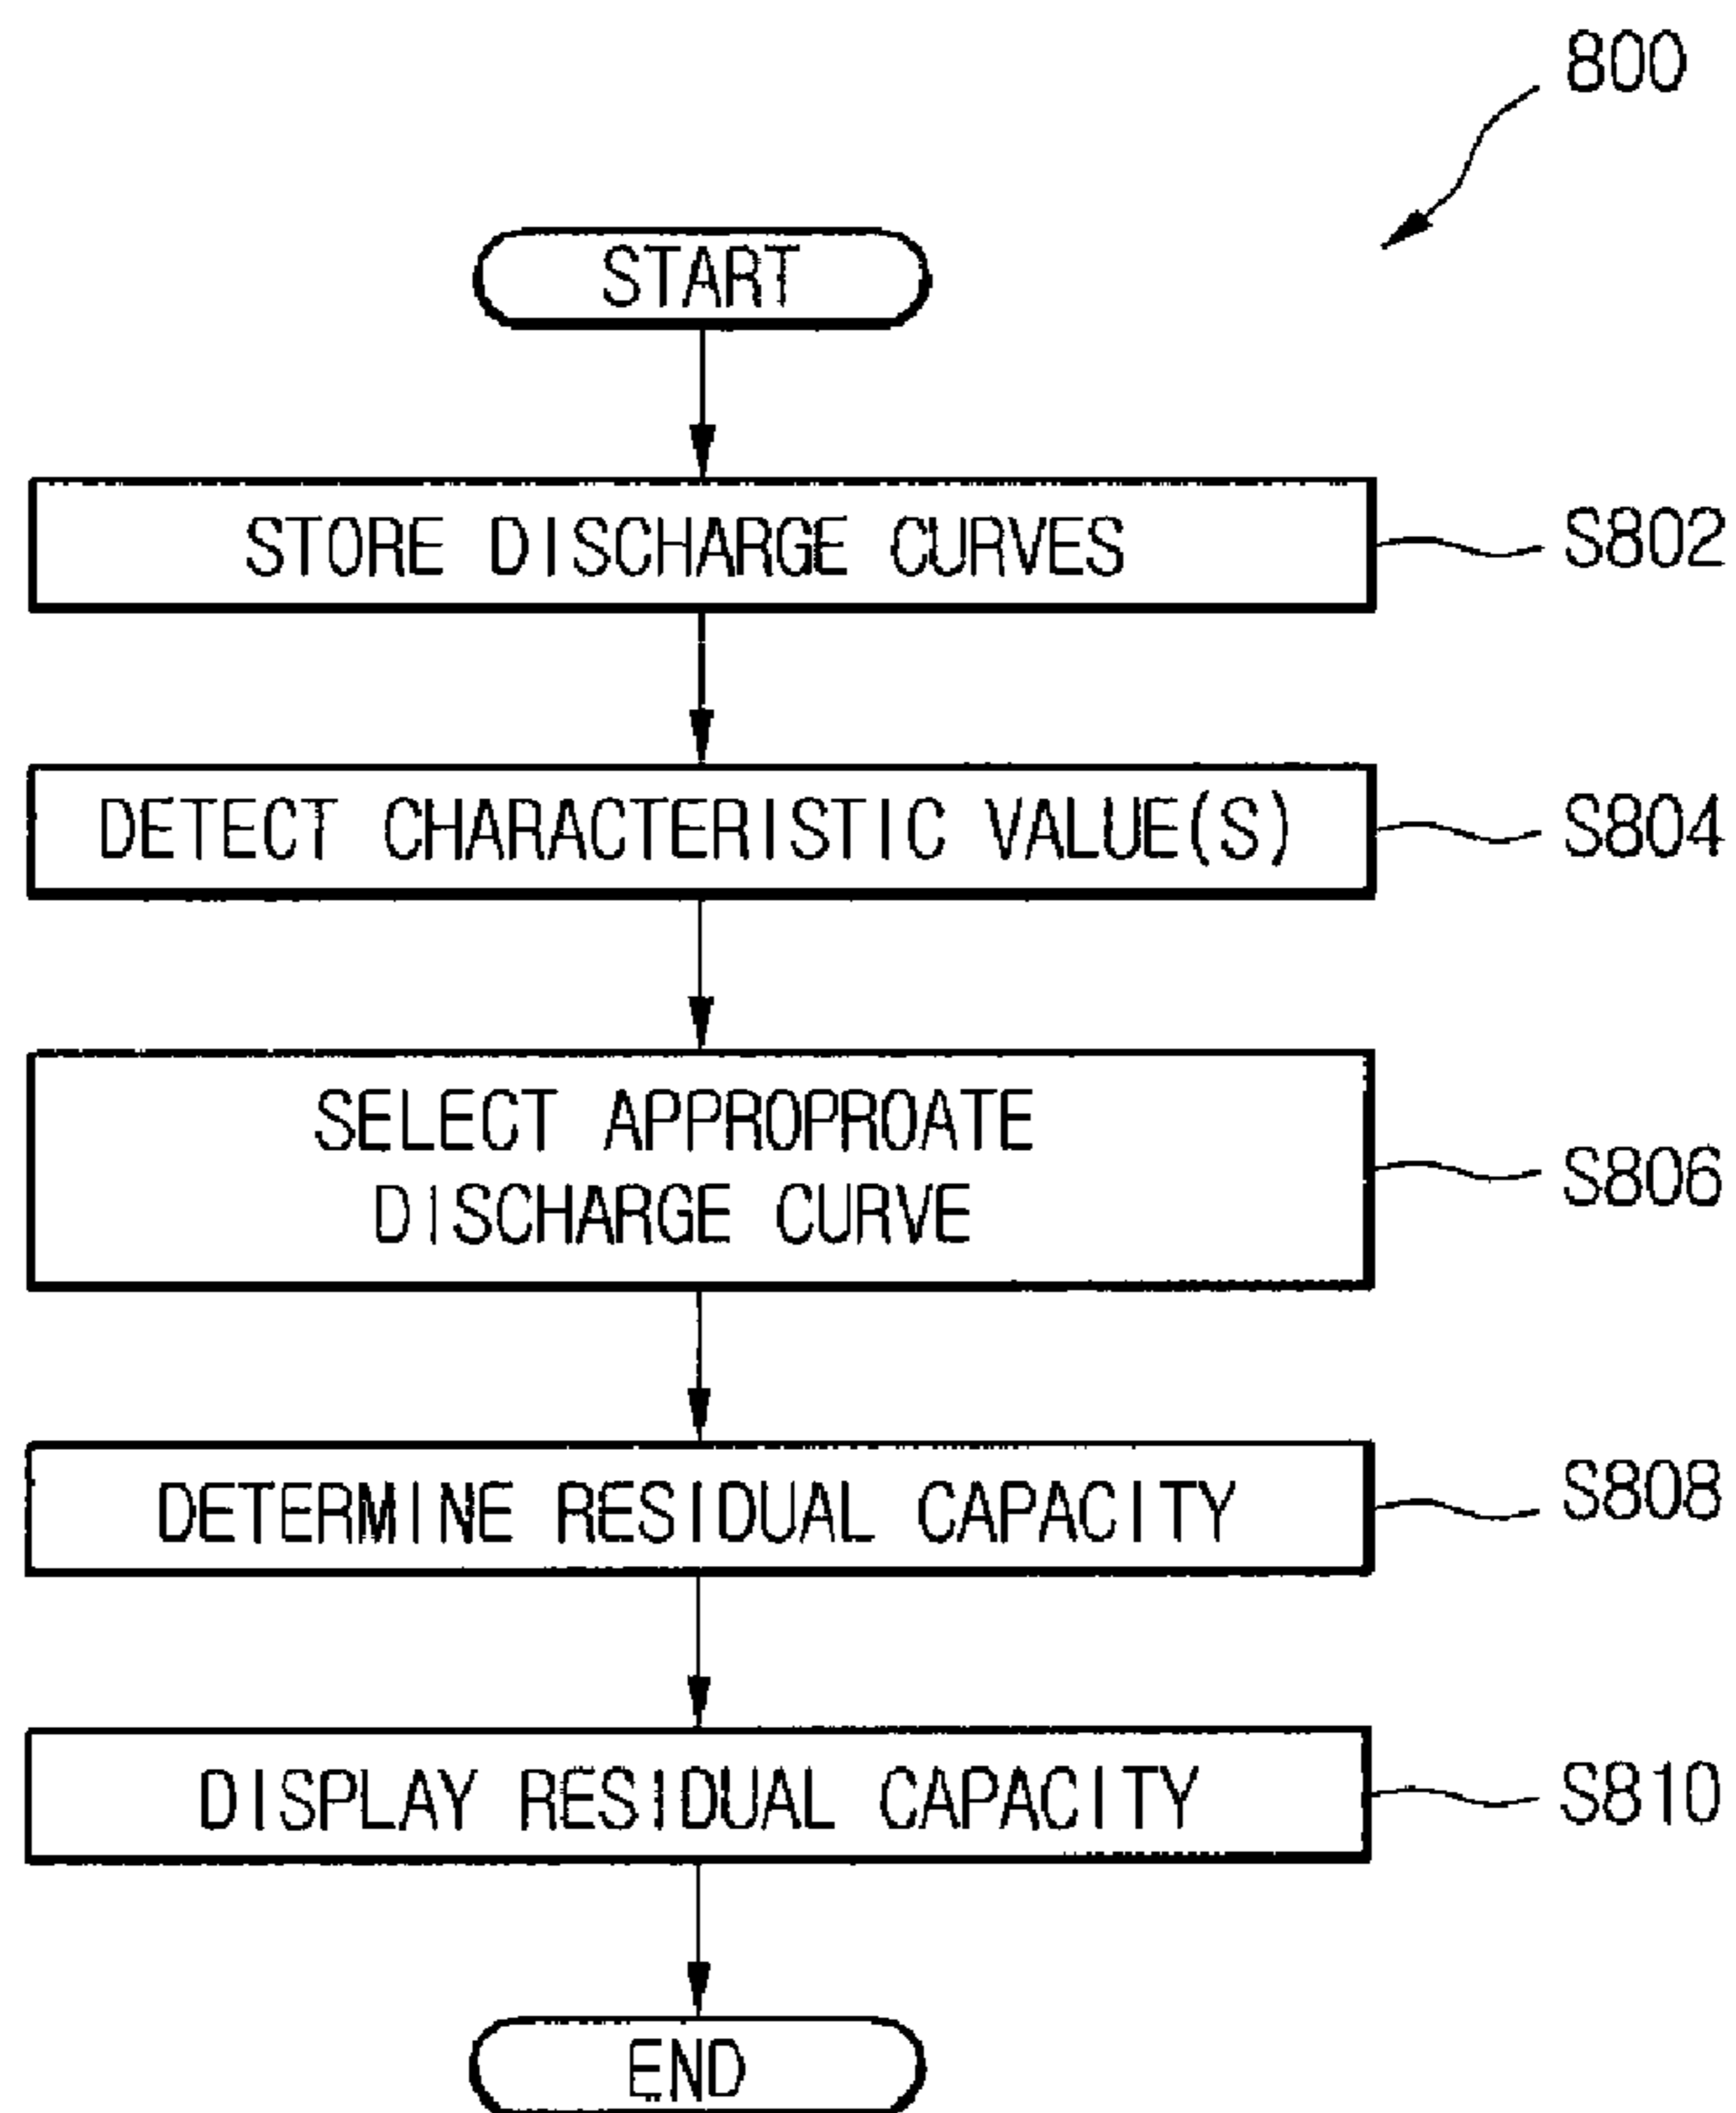 800
START
STORE DISCHARGE CURVES
S802
DETECT CHARACTERISTIC VALUE(S)
S804
SELECT APPROPROATE
DISCHARGE CURVE
S806
DETERMINE RESIDUAL CAPACITY
S808
DISPLAY RESIDUAL CAPACITY
S810
END